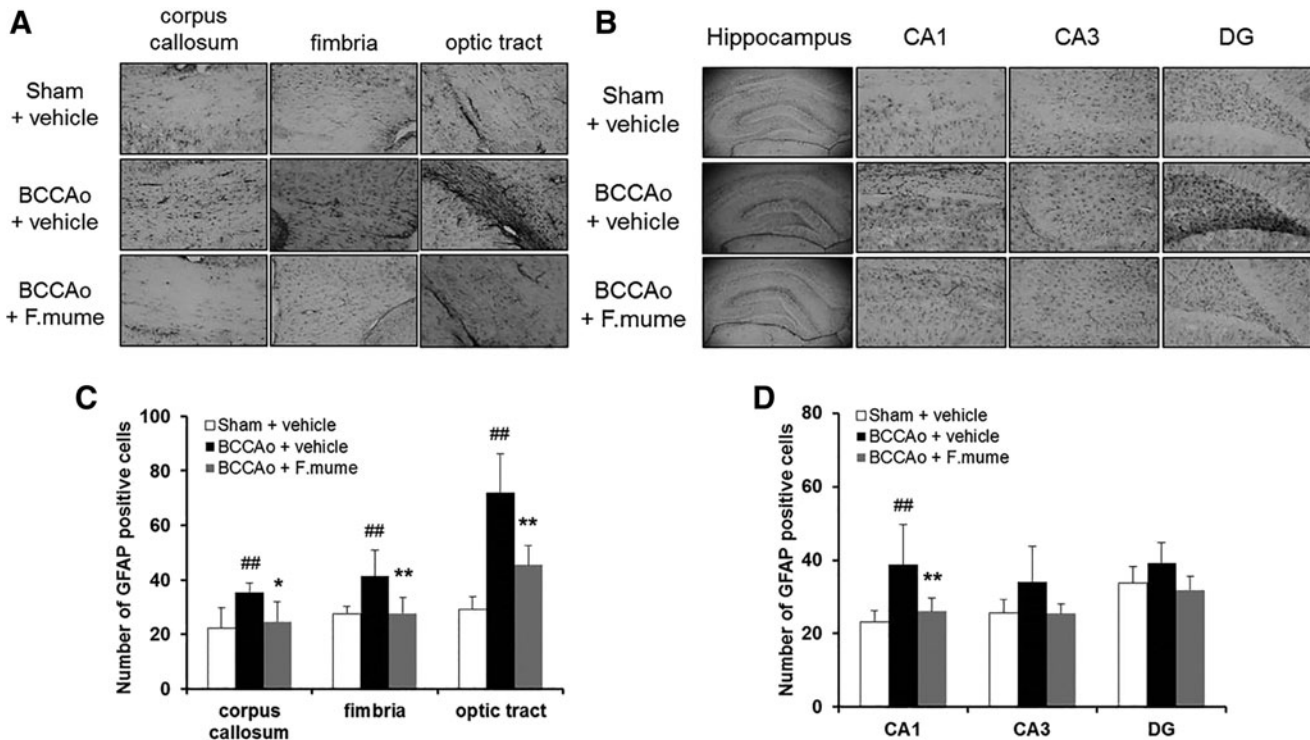 A
corpus
callosum
fimbria
optic tract
Sham
+ vehicle
BCCAo
+ vehicle
BCCAo
+ F.mume
B
Hippocampus
CA1
CA3
DG
Sham
+ vehicle
BCCAo
+ vehicle
BCCAo
+ F.mume
C
Number of GFAP positive cells
100
80
60
40
20
0
Sham + vehicle
BCCAo + vehicle
BCCAo + F.mume
##
*
##
**
##
**
corpus
callosum
fimbria
optic tract
D
Number of GFAP positive cells
80
60
40
20
0
Sham + vehicle
BCCAo + vehicle
BCCAo + F.mume
##
**
CA1
CA3
DG